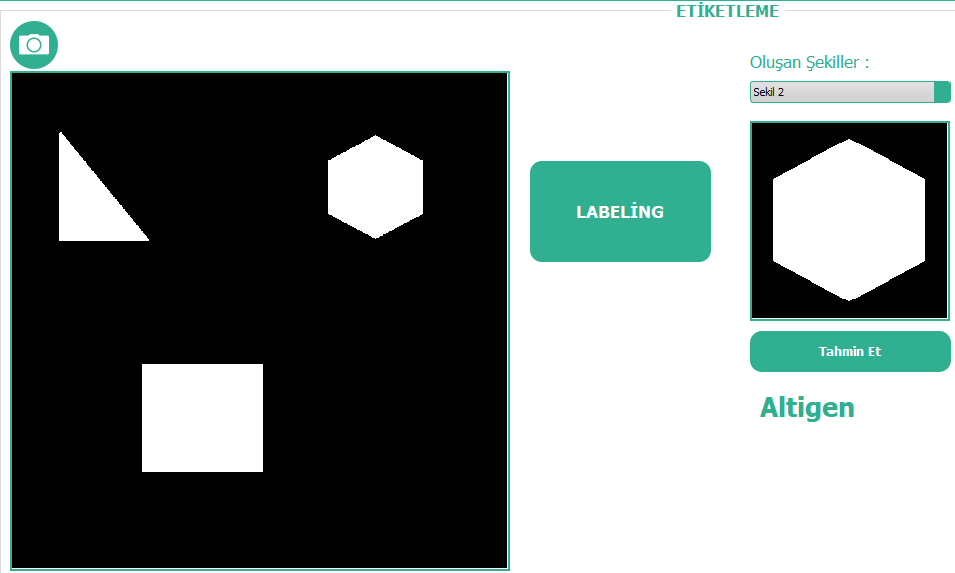 ETİKETLEME
Oluşan Şekiller :
Sekil 2
LABELİNG
Tahmin Et
Altigen